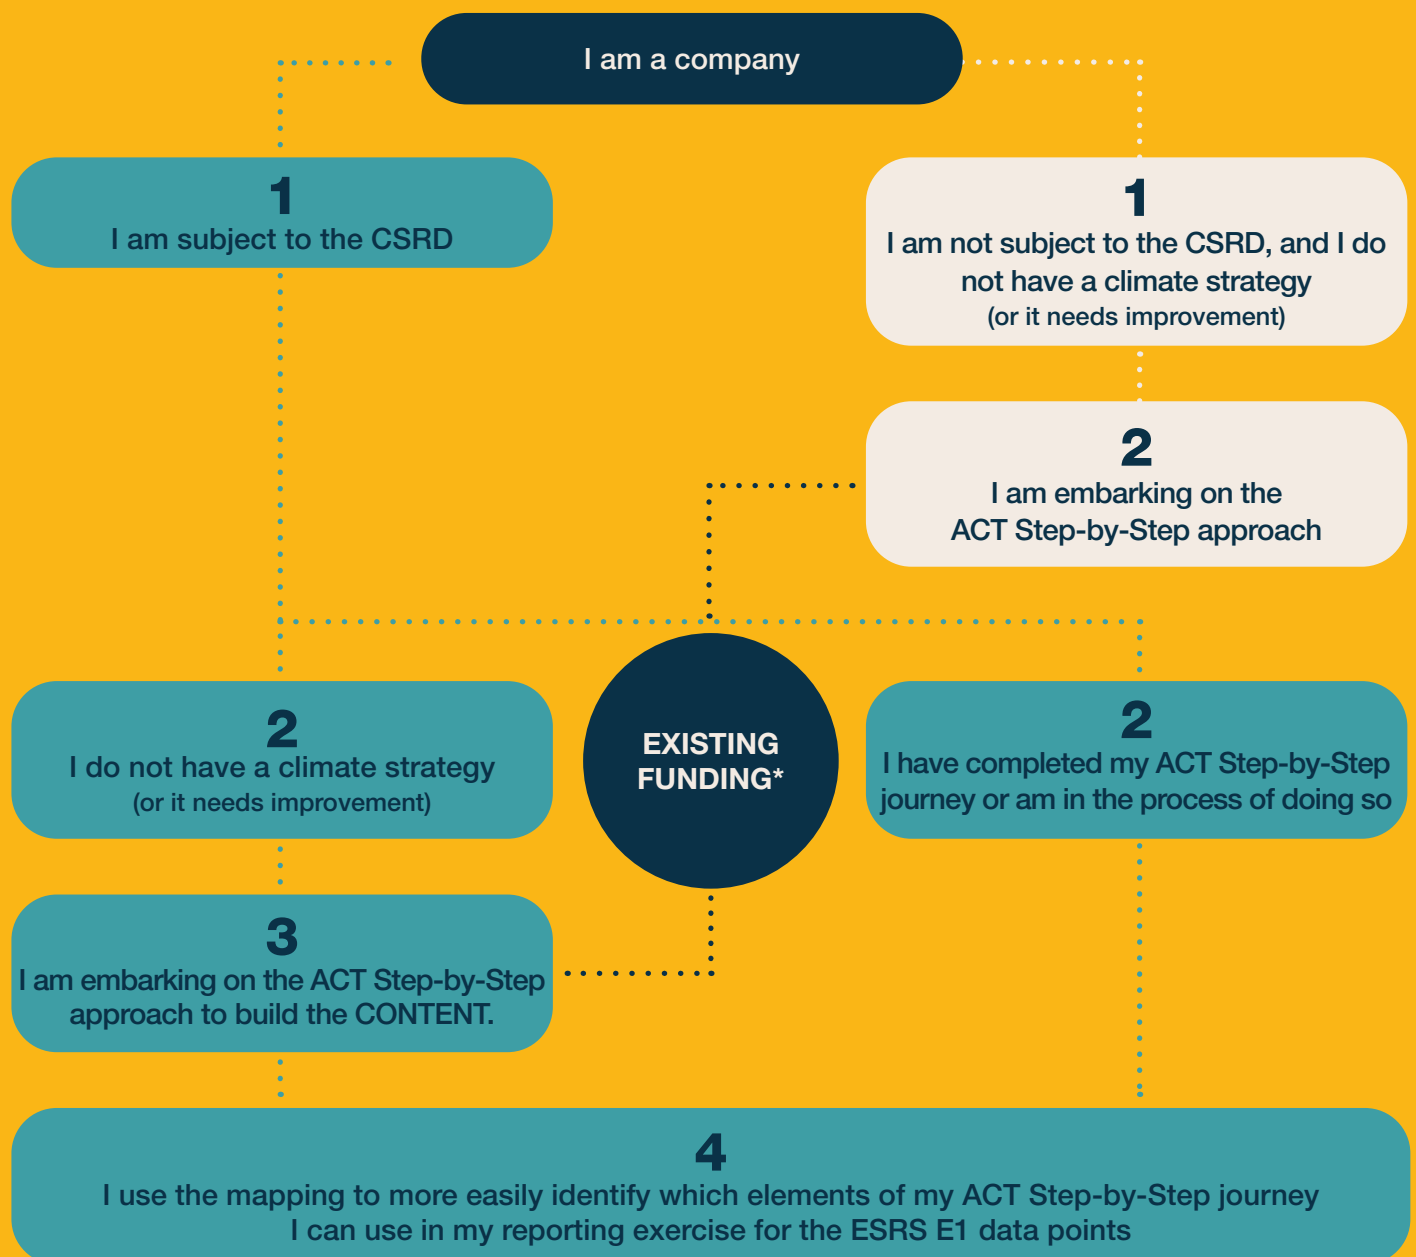 I am a company
1
I am subject to the CSRD
1
I am not subject to the CSRD, and I do
not have a climate strategy
(or it needs improvement)
2
I am embarking on the
ACT Step-by-Step approach
2
I do not have a climate strategy
(or it needs improvement)
EXISTING
FUNDING*
2
I have completed my ACT Step-by-Step
journey or am in the process of doing so
3
I am embarking on the ACT Step-by-Step
approach to build the CONTENT.
4
I use the mapping to more easily identify which elements of my ACT Step-by-Step journey
I can use in my reporting exercise for the ESRS E1 data points